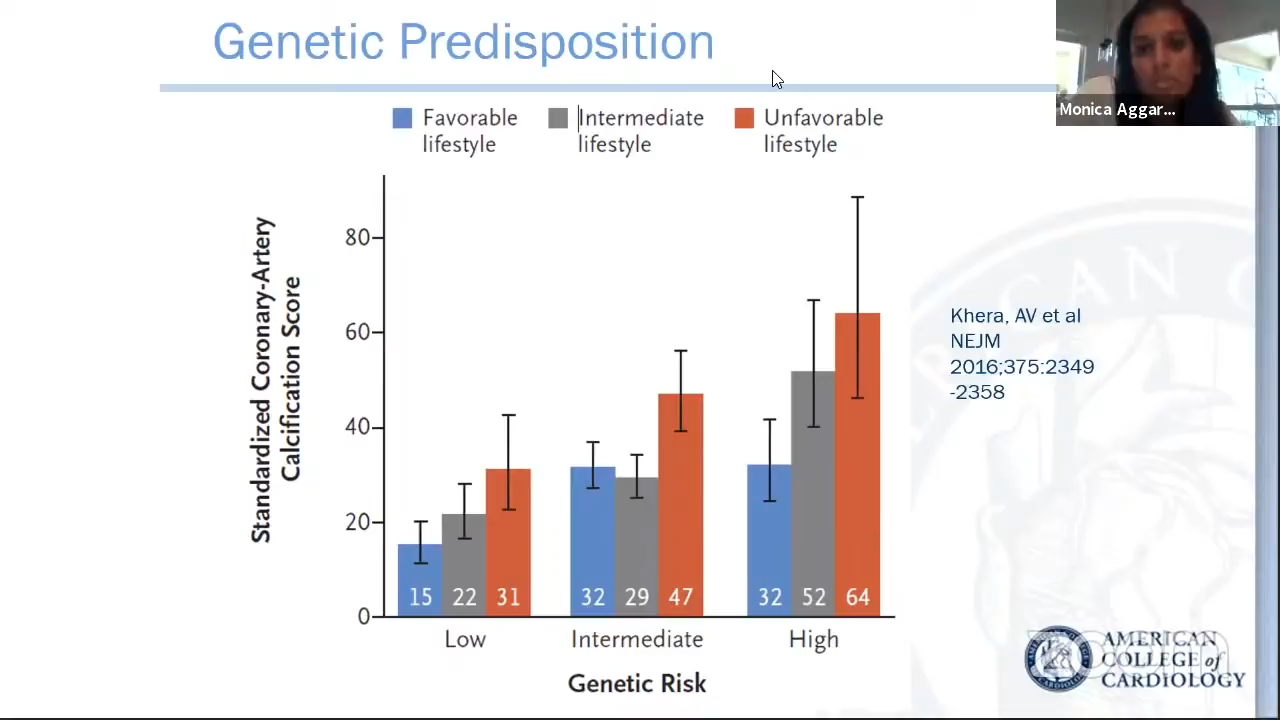 Genetic Predisposition
Monica Aggar...
Favorable
lifestyle
Intermediate
lifestyle
Unfavorable
lifestyle
Standardized Coronary-Artery
Calcification Score
80
60
40
20
0
15 22 31 32 29 47 32 52 64
Low Intermediate High
Genetic Risk
Khera, AV et al
NEJM
2016;375:2349
-2358
AMERICAN
COLLEGE of
CARDIOLOGY
zoom